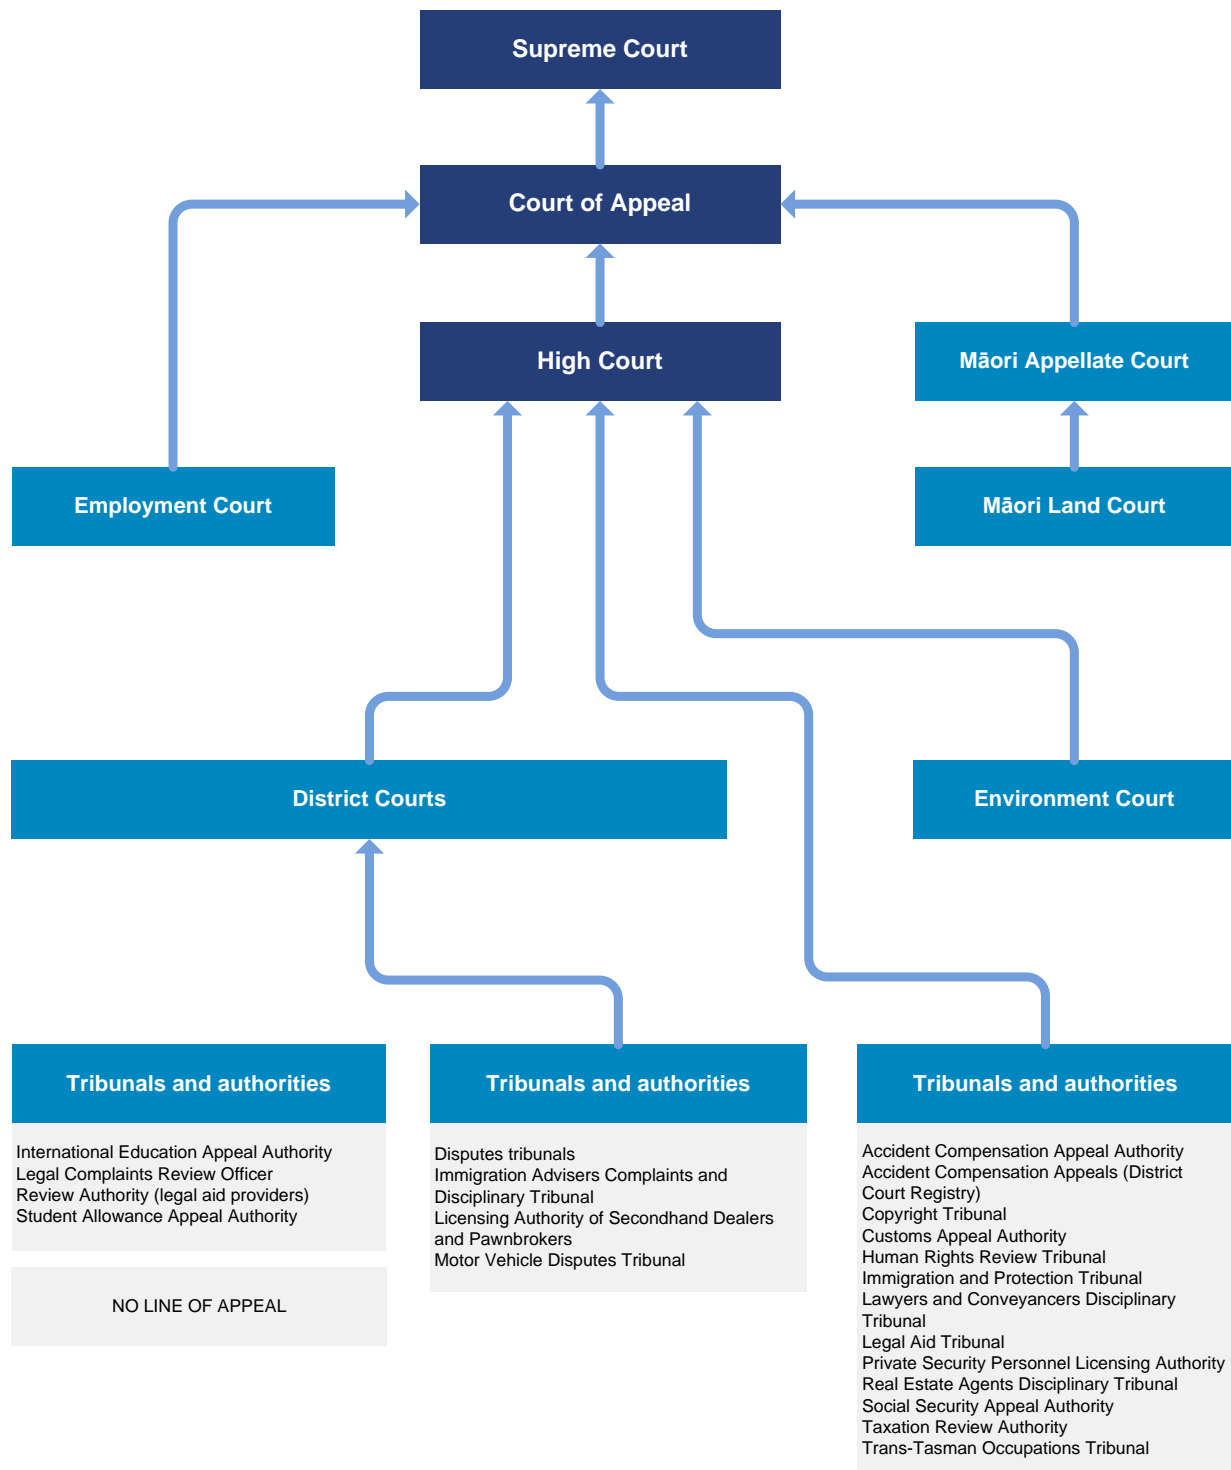 Supreme Court
Court of Appeal
High Court
Māori Appellate Court
Employment Court
Māori Land Court
District Courts
Environment Court
Tribunals and authorities
International Education Appeal Authority
Legal Complaints Review Officer
Review Authority (legal aid providers)
Student Allowance Appeal Authority
NO LINE OF APPEAL
Tribunals and authorities
Disputes tribunals
Immigration Advisers Complaints and
Disciplinary Tribunal
Licensing Authority of Secondhand Dealers
and Pawnbrokers
Motor Vehicle Disputes Tribunal
Tribunals and authorities
Accident Compensation Appeal Authority
Accident Compensation Appeals (District
Court Registry)
Copyright Tribunal
Customs Appeal Authority
Human Rights Review Tribunal
Immigration and Protection Tribunal
Lawyers and Conveyancers Disciplinary
Tribunal
Legal Aid Tribunal
Private Security Personnel Licensing Authority
Real Estate Agents Disciplinary Tribunal
Social Security Appeal Authority
Taxation Review Authority
Trans-Tasman Occupations Tribunal